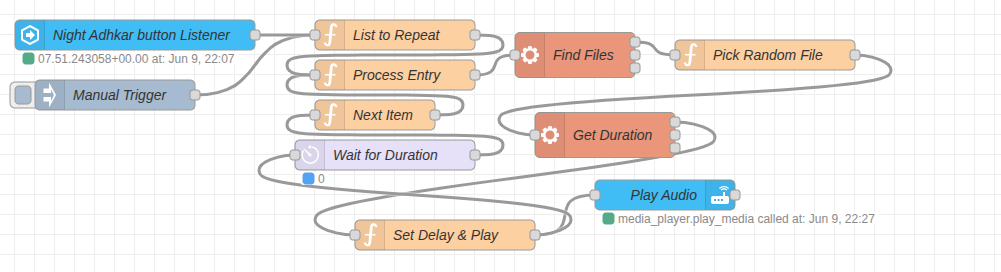 Night Adhkar button Listener
07.51.243058+00.00 at: Jun 9, 22:07
Manual Trigger
List to Repeat
Process Entry
Next Item
Wait for Duration
0
Find Files
Pick Random File
Get Duration
Play Audio
media_player.play_media called at: Jun 9, 22:27
Set Delay & Play